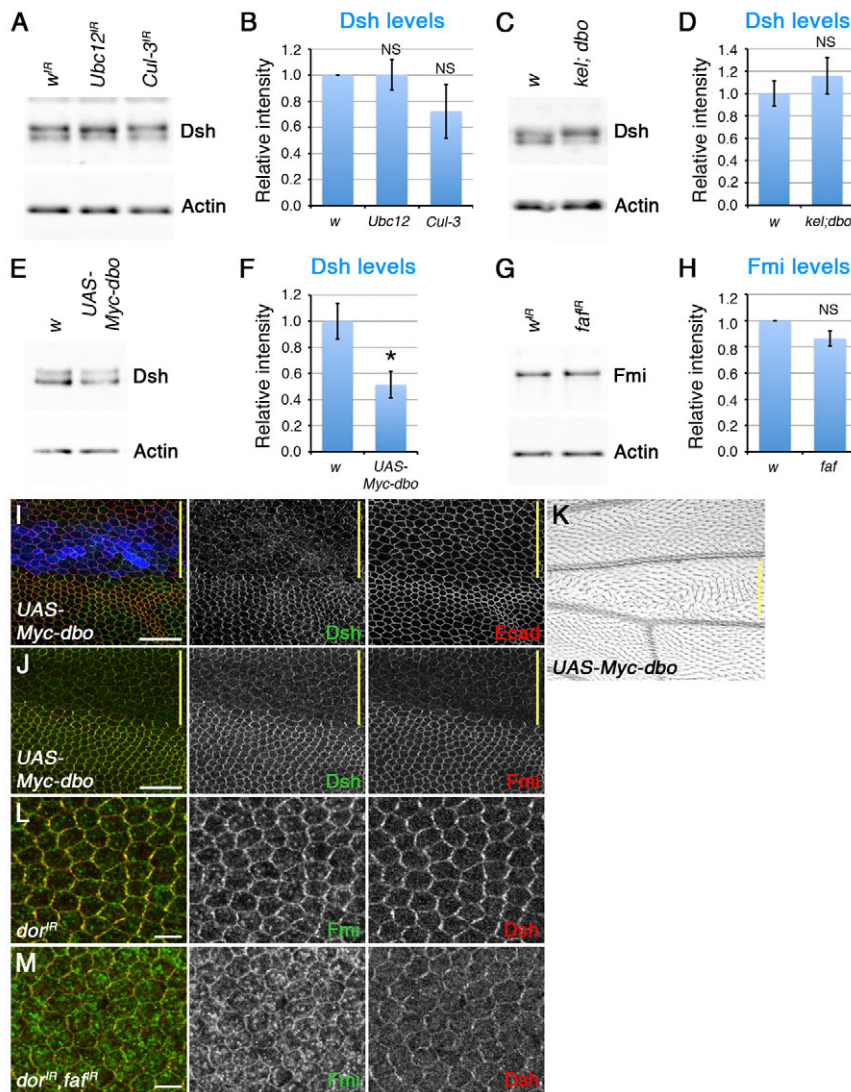 A
w^IR
Ubc12^IR
Cul-3^IR
Dsh
Actin
B
Dsh levels
Relative intensity
1.2
1.0
0.8
0.6
0.4
0.2
0.0
NS
NS
w
Ubc12
Cul-3
C
w
kel; dbo
Dsh
Actin
D
Dsh levels
Relative intensity
1.4
1.2
1.0
0.8
0.6
0.4
0.2
0.0
NS
w
kel;dbo
E
w
UAS-
Myc-dbo
Dsh
Actin
F
Dsh levels
Relative intensity
1.2
1.0
0.8
0.6
0.4
0.2
0.0
*
w
UAS-
Myc-dbo
G
w^IR
faf^IR
Fmi
Actin
H
Fmi levels
Relative intensity
1.2
1.0
0.8
0.6
0.4
0.2
0.0
NS
w
faf
I
UAS-
Myc-dbo
Dsh
Ecad
J
UAS-
Myc-dbo
Dsh
Fmi
K
UAS-Myc-dbo
L
dor^IR
Fmi
Dsh
M
dor^IR,faf^IR
Fmi
Dsh